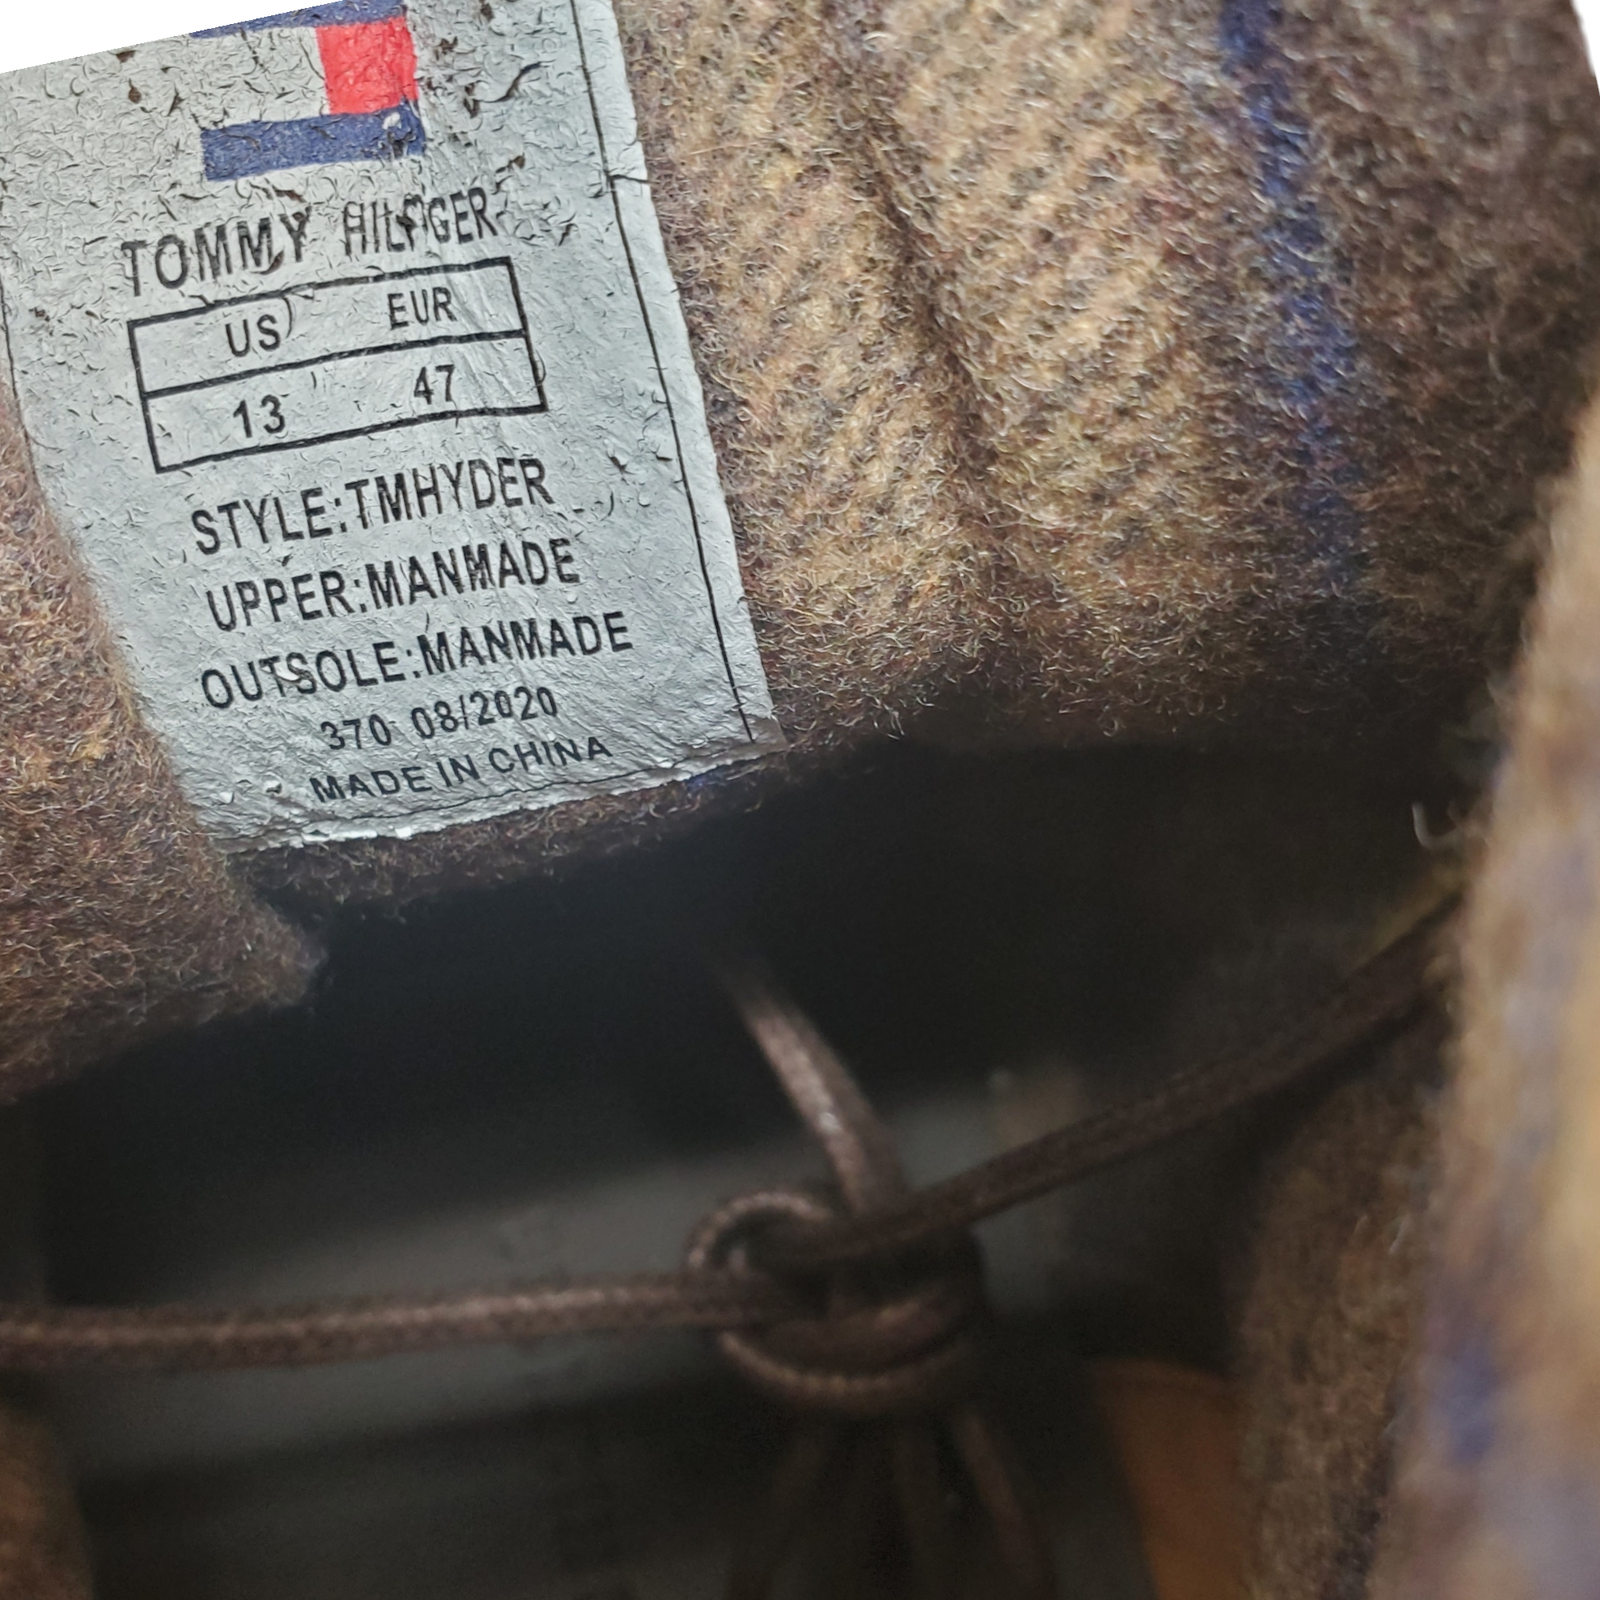 TOMMY HILFIGER
US EUR
13 47
STYLE:TMHYDER
UPPER:MANMADE
OUTSOLE:MANMADE
370 08/2020
MADE IN CHINA